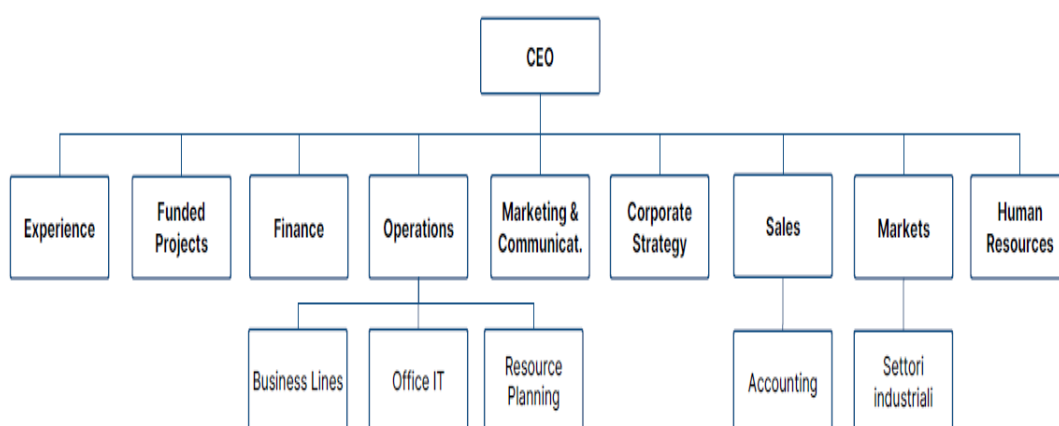 CEO
Experience
Funded
Projects
Finance
Operations
Marketing &
Communicat.
Corporate
Strategy
Sales
Markets
Human
Resources
Business Lines
Office IT
Resource
Planning
Accounting
Settori
industriali